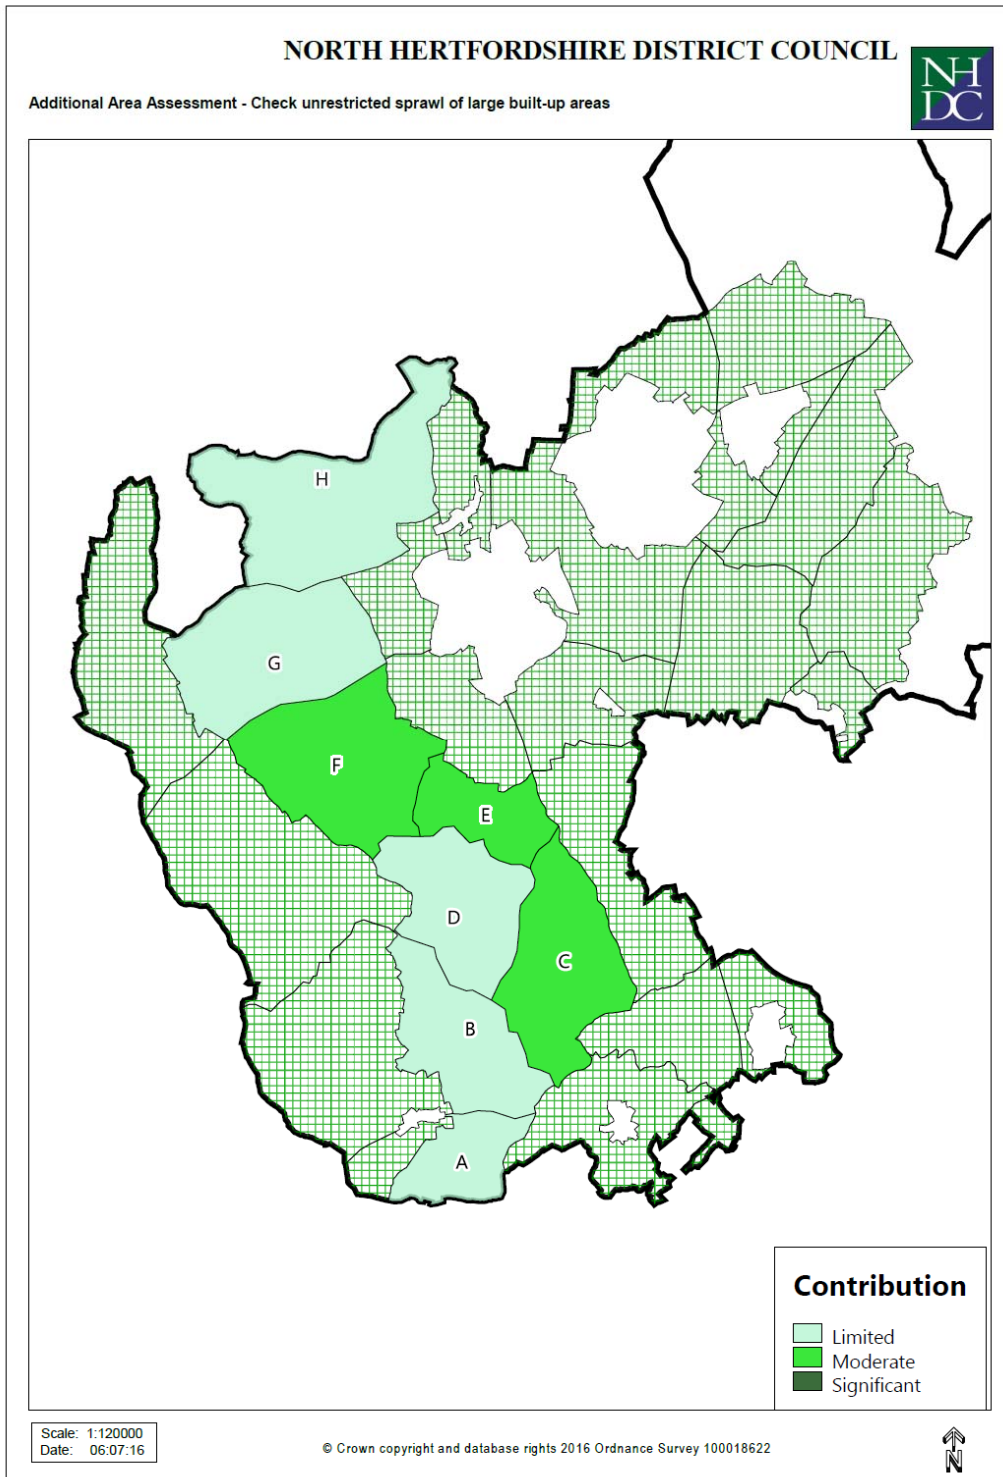 NORTH HERTFORDSHIRE DISTRICT COUNCIL
NH
DC
Additional Area Assessment - Check unrestricted sprawl of large built-up areas
H
G
F
E
D
C
B
A
Contribution
Limited
Moderate
Significant
Scale: 1:120000
Date: 06:07:16
© Crown copyright and database rights 2016 Ordnance Survey 100018622
N